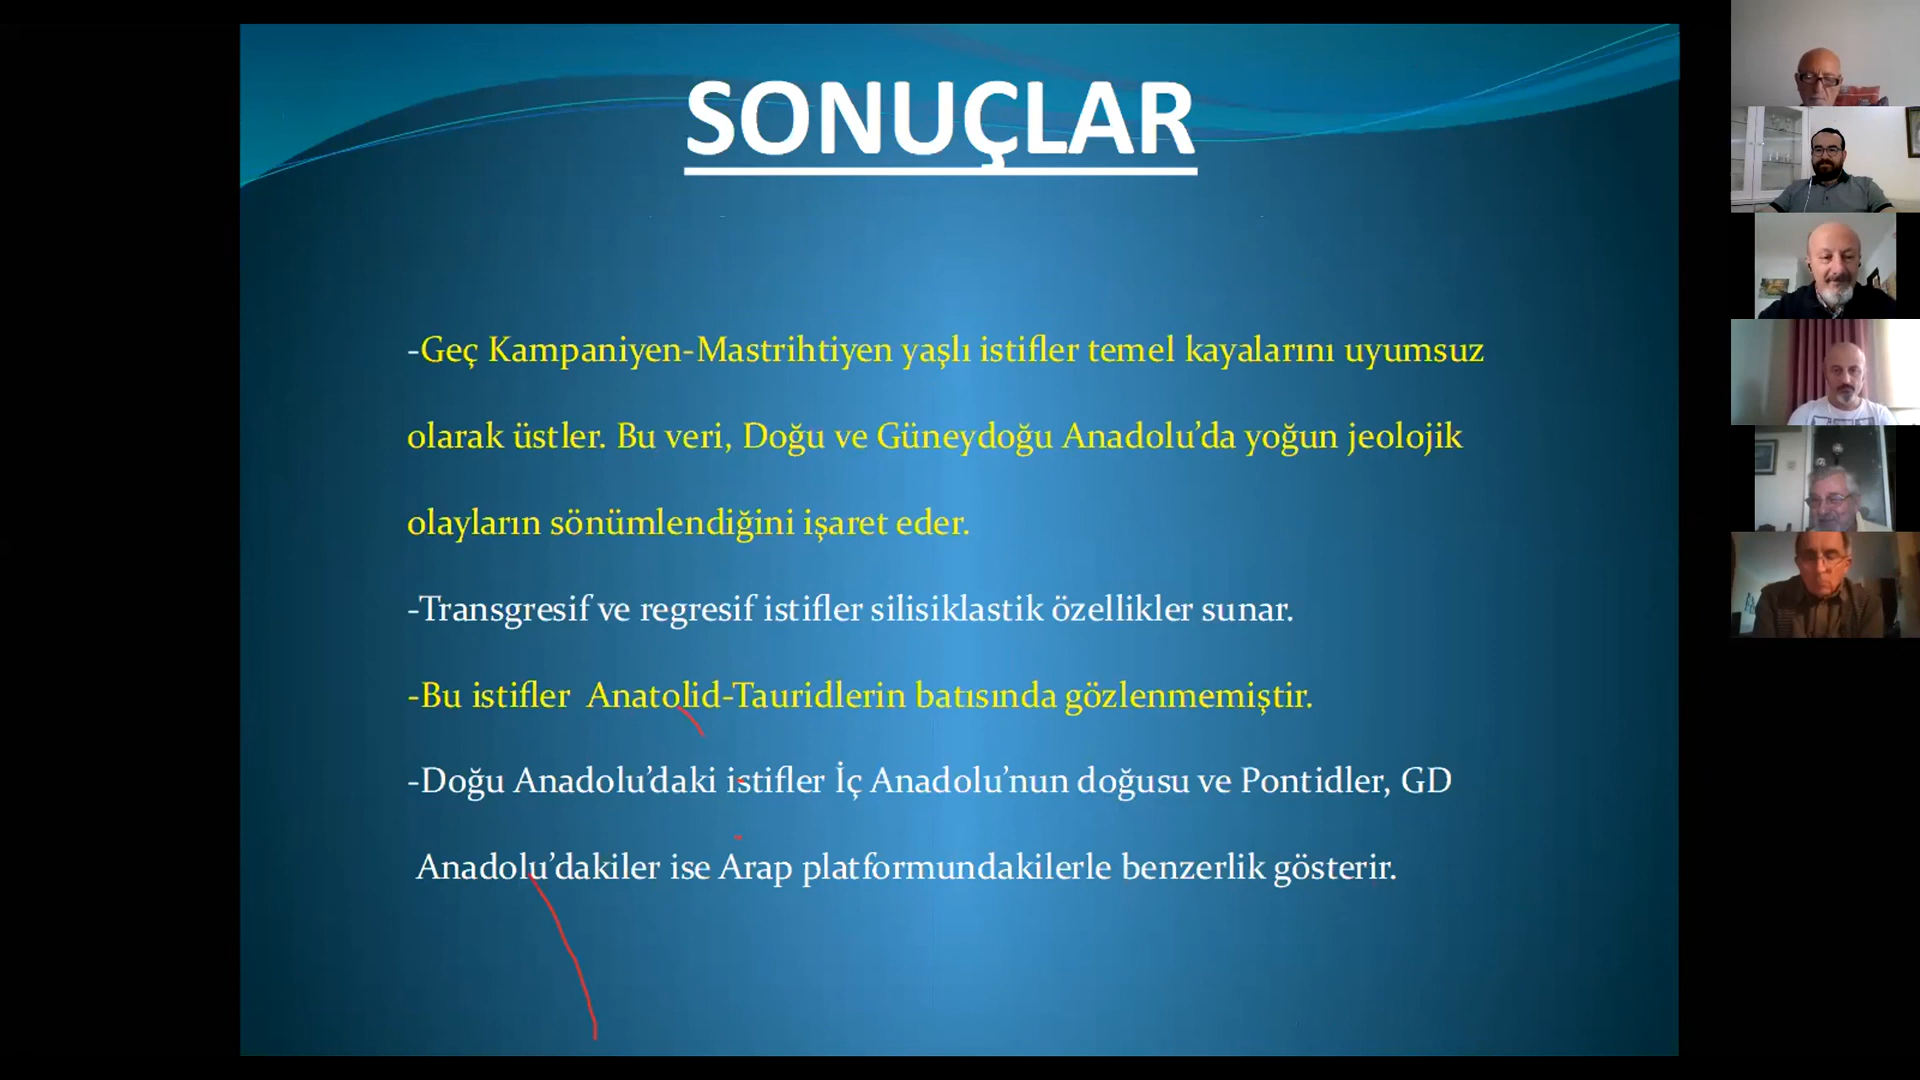 SONUÇLAR
-Geç Kampaniyen-Mastrihtiyen yaşlı istifler temel kayalarını uyumsuz
olarak üstler. Bu veri, Doğu ve Güneydoğu Anadolu’da yoğun jeolojik
olayların sönümlendiğini işaret eder.
-Transgresif ve regresif istifler silisiklastik özellikler sunar.
-Bu istifler Anatolid-Tauridlerin batısında gözlenmemiştir.
-Doğu Anadolu’daki istifler İç Anadolu’nun doğusu ve Pontidler, GD
Anadolu’dakiler ise Arap platformundakilerle benzerlik gösterir.